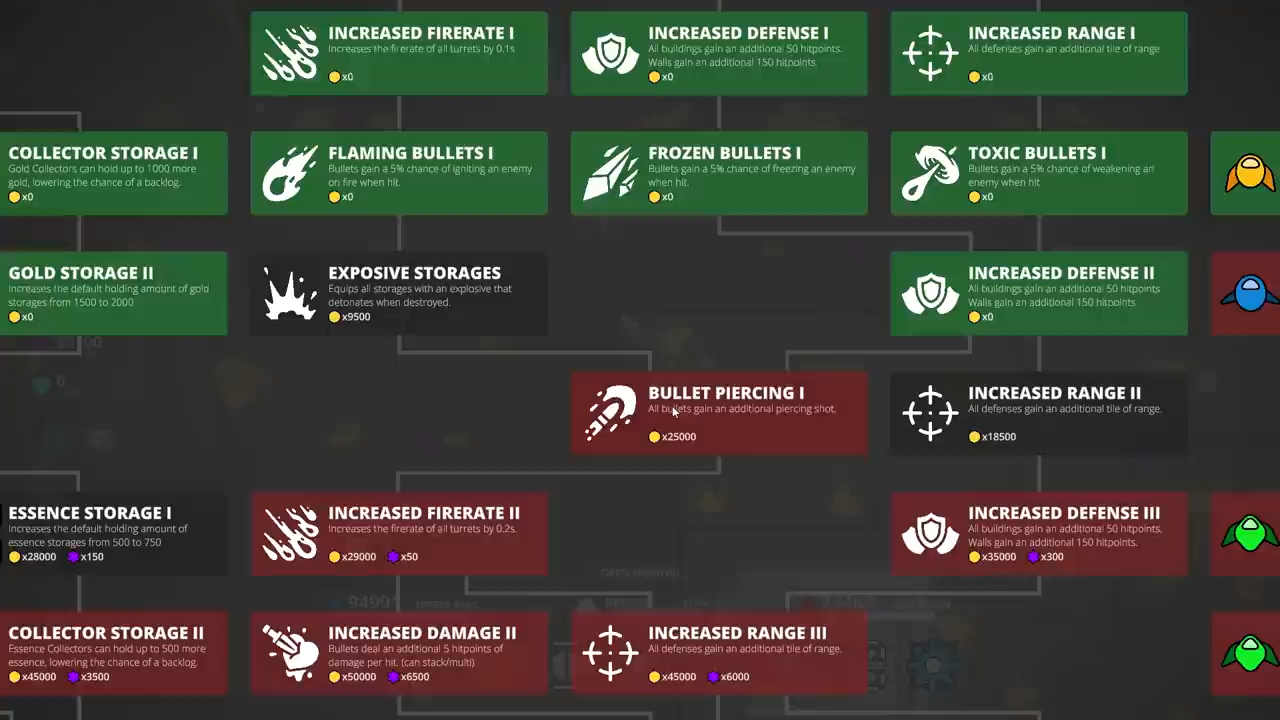 INCREASED FIRERATE I
Increases the firerate of all turrets by 0.1s
x0
INCREASED DEFENSE I
All buildings gain an additional 50 hitpoints.
Walls gain an additional 150 hitpoints
x0
INCREASED RANGE I
All defenses gain an additional tile of range
x0
COLLECTOR STORAGE I
Gold Collectors can hold up to 1000 more
gold, lowering the chance of a backlog.
x0
FLAMING BULLETS I
Bullets gain a 5% chance of igniting an enemy
on fire when hit.
x0
FROZEN BULLETS I
Bullets gain a 5% chance of freezing an enemy
when hit.
x0
TOXIC BULLETS I
Bullets gain a 5% chance of weakening an
enemy when hit
x0
GOLD STORAGE II
Increases the default holding amount of gold
storages from 1500 to 2000
x0
EXPOSIVE STORAGES
Equips all storages with an explosive that
detonates when destroyed.
x9500
INCREASED DEFENSE II
All buildings gain an additional 50 hitpoints
Walls gain an additional 150 hitpoints
x0
0
BULLET PIERCING I
All bullets gain an additional piercing shot.
x25000
INCREASED RANGE II
All defenses gain an additional tile of range.
x18500
ESSENCE STORAGE I
Increases the default holding amount of
essence storages from 500 to 750
x28000 x150
INCREASED FIRERATE II
Increases the firerate of all turrets by 0.2s.
x29000 x50
INCREASED DEFENSE III
All buildings gain an additional 50 hitpoints.
Walls gain an additional 150 hitpoints.
x35000 x300
COLLECTOR STORAGE II
Essence Collectors can hold up to 500 more
essence, lowering the chance of a backlog.
x45000 x3500
INCREASED DAMAGE II
Bullets deal an additional 5 hitpoints of
damage per hit. (can stack/multi)
x50000 x6500
INCREASED RANGE III
All defenses gain an additional tile of range.
x45000 x6000